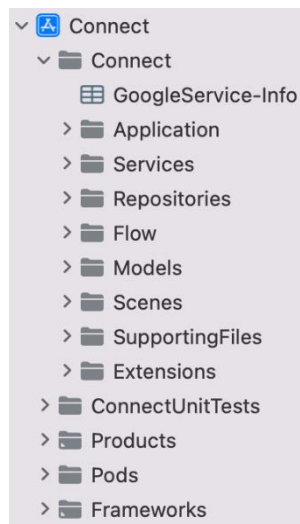 Connect
Connect
GoogleService-Info
Application
Services
Repositories
Flow
Models
Scenes
SupportingFiles
Extensions
ConnectUnitTests
Products
Pods
Frameworks